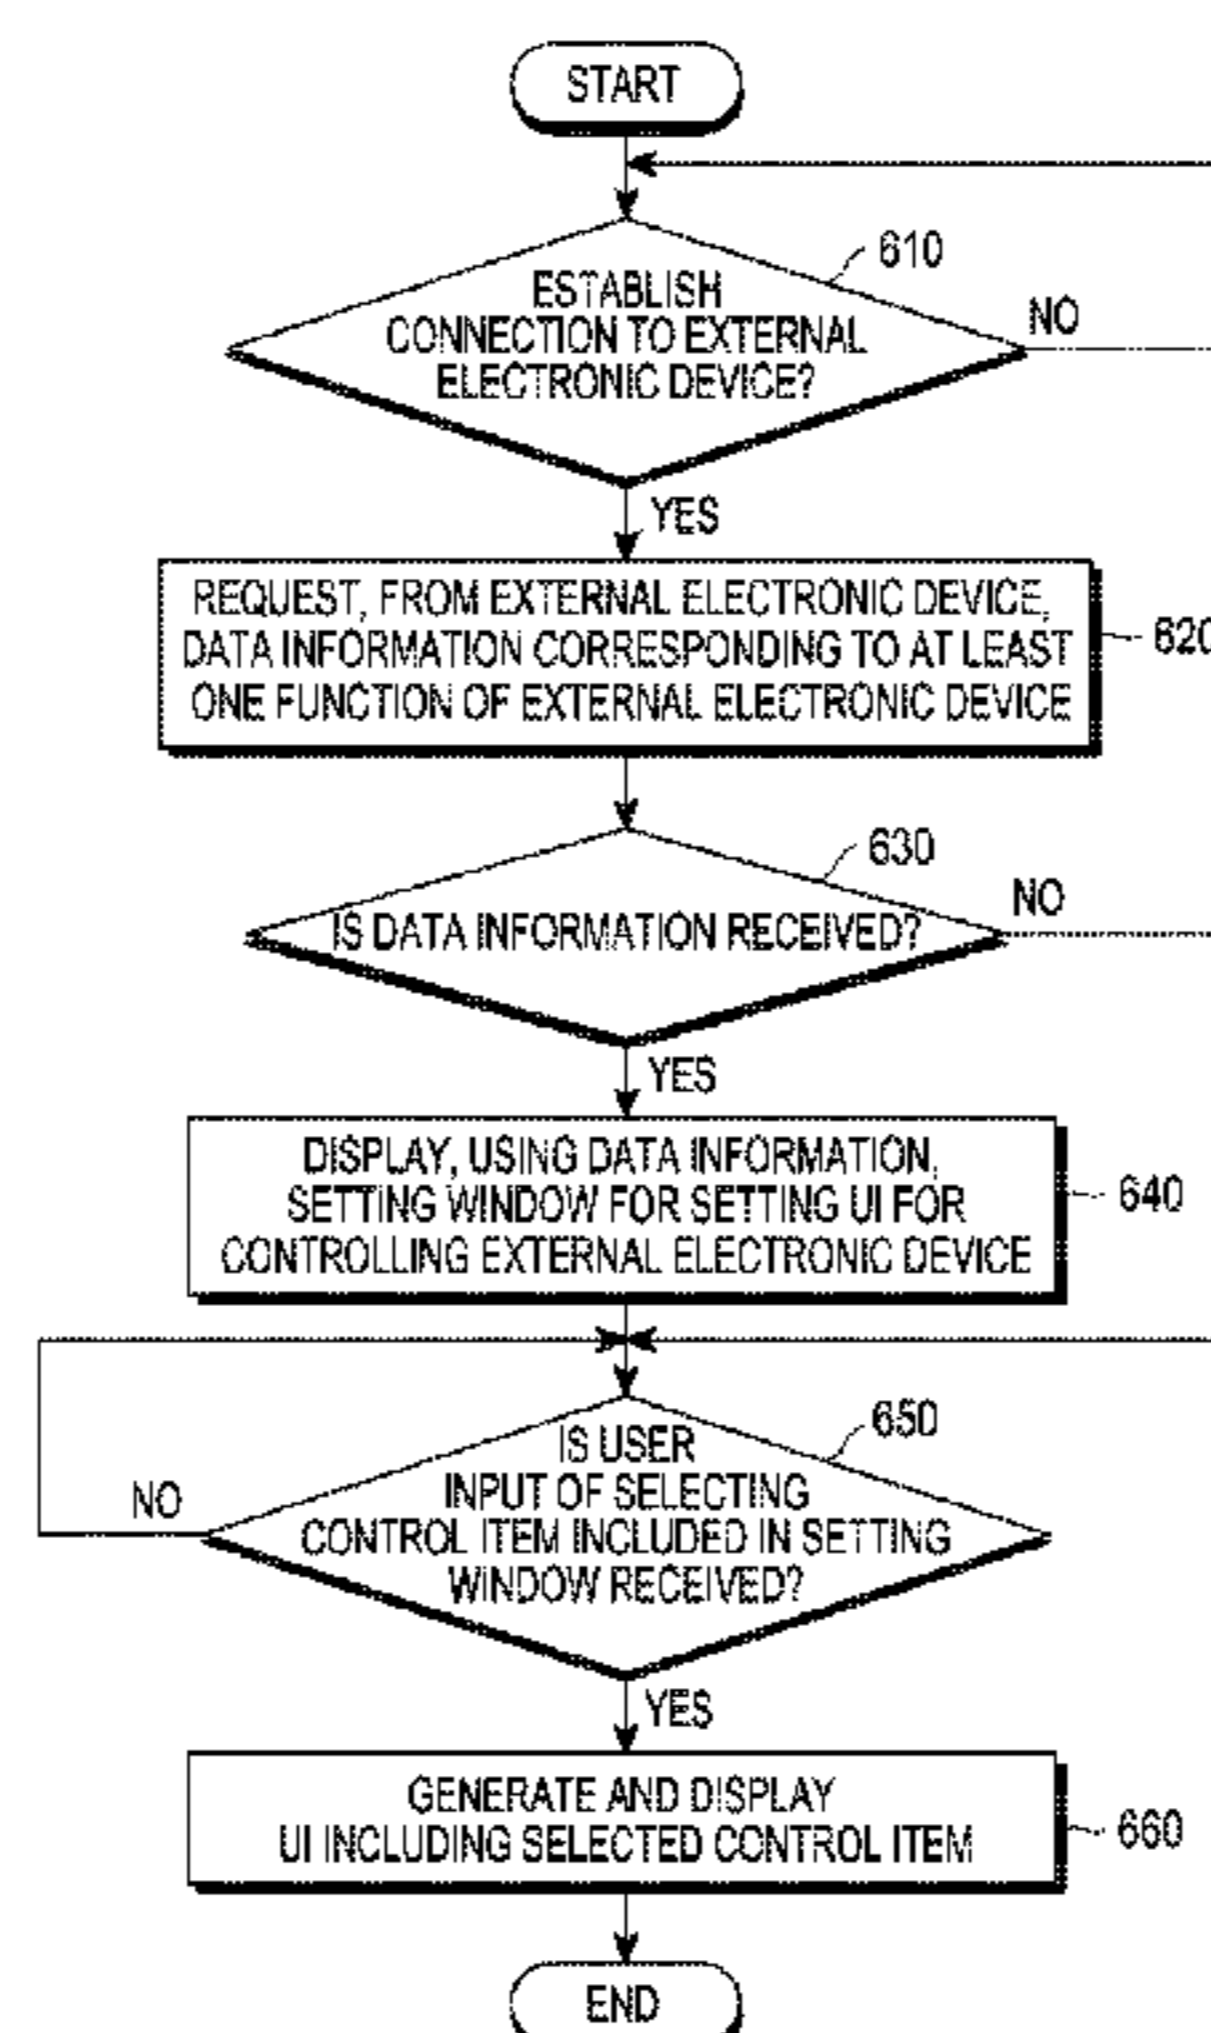 START
610
ESTABLISH
CONNECTION TO EXTERNAL
ELECTRONIC DEVICE?
NO
YES
REQUEST, FROM EXTERNAL ELECTRONIC DEVICE,
DATA INFORMATION CORRESPONDING TO AT LEAST
ONE FUNCTION OF EXTERNAL ELECTRONIC DEVICE
620
630
IS DATA INFORMATION RECEIVED?
NO
YES
DISPLAY, USING DATA INFORMATION,
SETTING WINDOW FOR SETTING UI FOR
CONTROLLING EXTERNAL ELECTRONIC DEVICE
640
650
IS USER
INPUT OF SELECTING
CONTROL ITEM INCLUDED IN SETTING
WINDOW RECEIVED?
NO
YES
GENERATE AND DISPLAY
UI INCLUDING SELECTED CONTROL ITEM
660
END